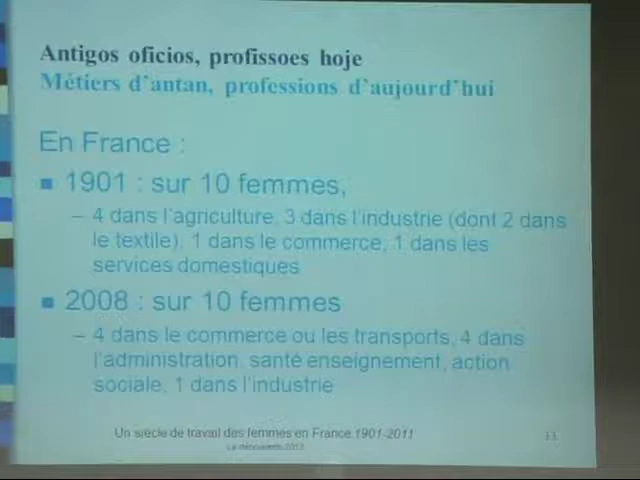 Antigos oficios, profissoes hoje
Métiers d'antan, professions d'aujourd'hui
En France :
1901 : sur 10 femmes,
– 4 dans l'agriculture, 3 dans l'industrie (dont 2 dans
le textile), 1 dans le commerce, 1 dans les
services domestiques
2008 : sur 10 femmes
– 4 dans le commerce ou les transports, 4 dans
l'administration, santé enseignement, action
sociale, 1 dans l'industrie
Un siècle de travail des femmes en France 1901-2011
La découverte 2012